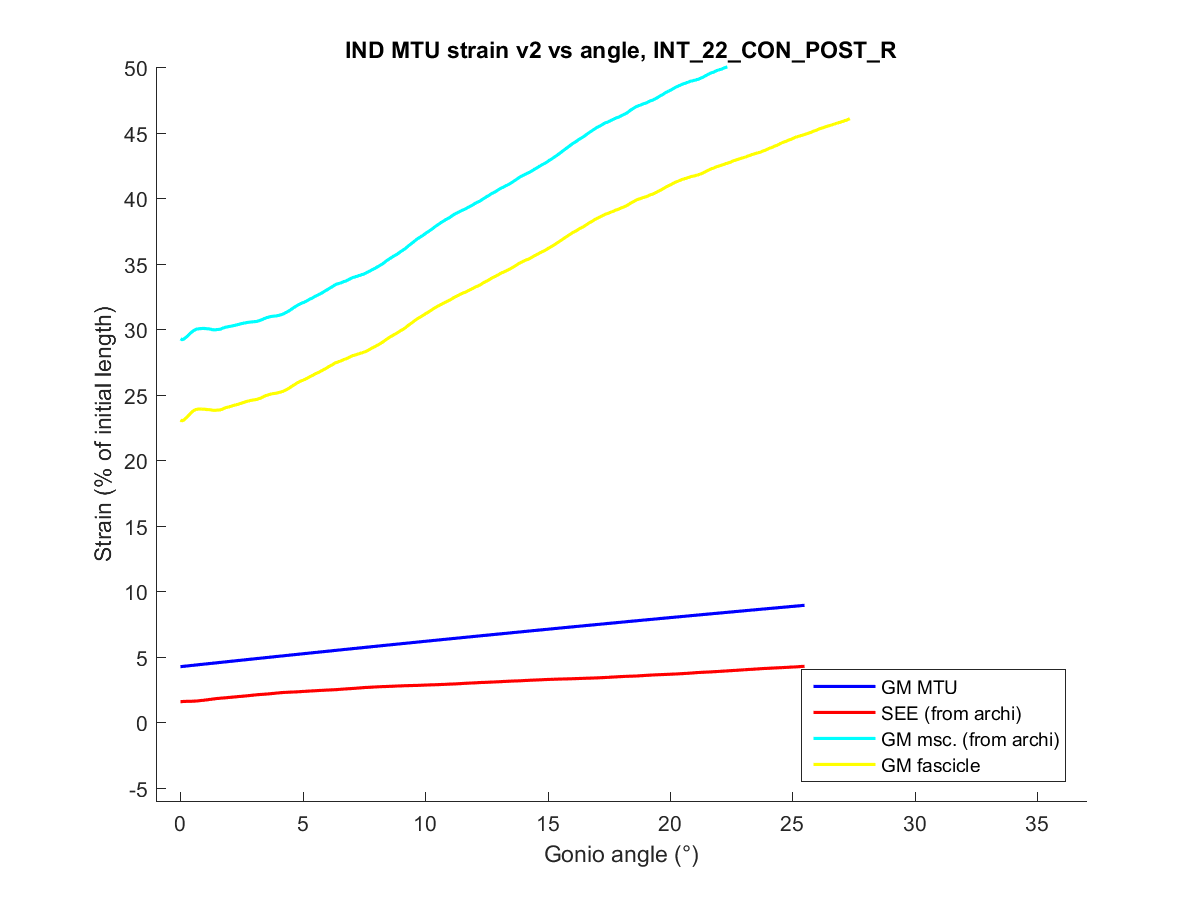 IND MTU strain v2 vs angle, INT_22_CON_POST_R
50
45
40
35
30
25
20
15
10
5
0
-5
Strain (% of initial length)
0 5 10 15 20 25 30 35
Gonio angle (°)
GM MTU
SEE (from archi)
GM msc. (from archi)
GM fascicle